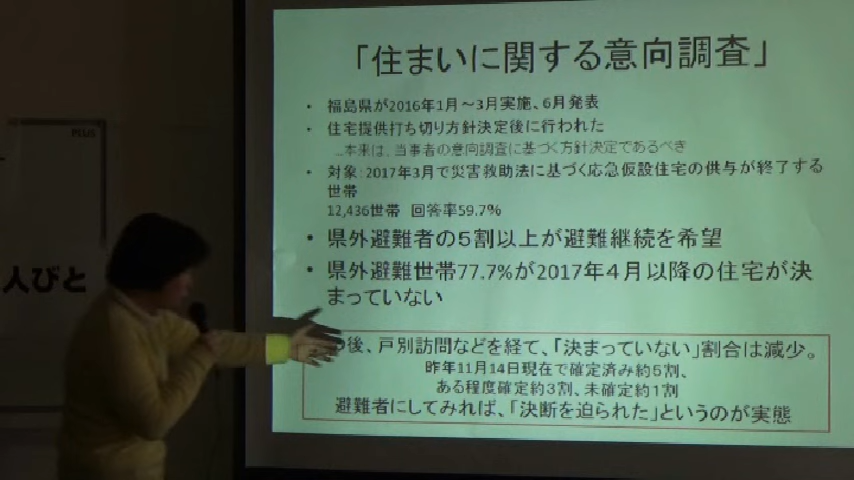 「住まいに関する意向調査」
• 福島県が2016年1月～3月実施、6月発表
• 住宅提供打ち切り方針決定後に行われた
…本来は、当事者の意向調査に基づく方針決定であるべき
• 対象:2017年3月で災害救助法に基づく応急仮設住宅の供与が終了する
世帯
12,436世帯 回答率59.7%
• 県外避難者の5割以上が避難継続を希望
• 県外避難世帯77.7%が2017年4月以降の住宅が決
まっていない
後、戸別訪問などを経て、「決まっていない」割合は減少。
昨年11月14日現在で確定済み約5割、
ある程度確定約3割、未確定約1割
避難者にしてみれば、「決断を迫られた」というのが実態
PLUS
人びと